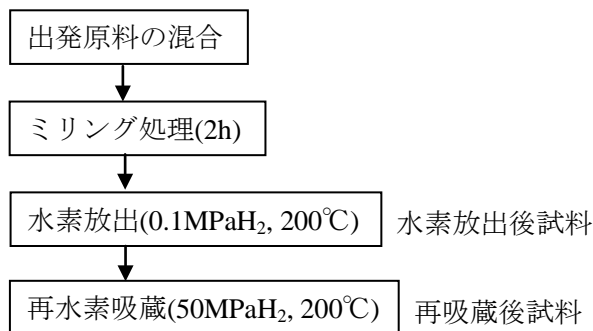 出発原料の混合
ミリング処理(2h)
水素放出(0.1MPaH₂, 200℃) 水素放出後試料
再水素吸蔵(50MPaH₂, 200℃) 再吸蔵後試料